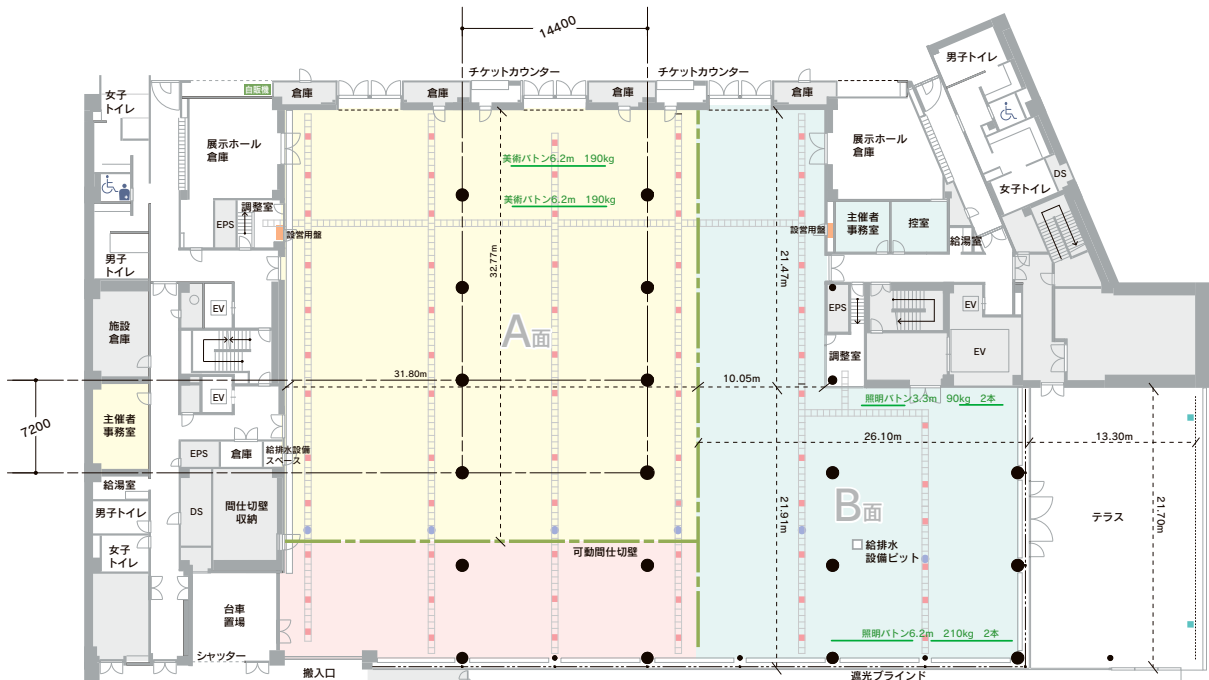 14400
チケットカウンター
チケットカウンター
男子トイレ
女子
トイレ
自販機
倉庫
倉庫
倉庫
倉庫
展示ホール
倉庫
展示ホール
倉庫
美術バトン6.2m 190kg
美術バトン6.2m 190kg
DS
女子トイレ
調整室
EPS
設営用盤
設営用盤
主催者
事務室
控室
給湯室
男子
トイレ
32.77m
21.47m
EV
EV
EPS
施設
倉庫
A面
調整室
EV
31.80m
10.05m
7200
EV
照明バトン3.3m 90kg 2本
主催者
事務室
26.10m
13.30m
EPS
倉庫
給排水設備
スペース
給湯室
DS
間仕切壁
収納
男子トイレ
B面
21.91m
21.70m
テラス
女子
トイレ
可動間仕切壁
給排水
設備ピット
台車
置場
照明バトン6.2m 210kg 2本
シャッター
搬入口
遮光ブラインド